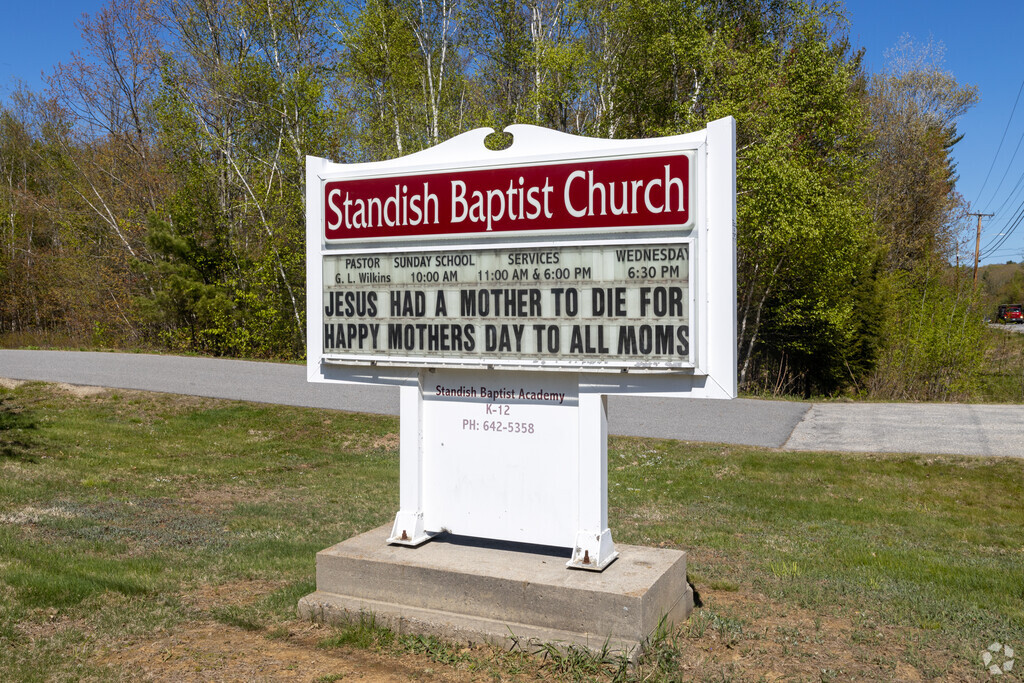 Standish Baptist Church
PASTOR SUNDAY SCHOOL SERVICES WEDNESDAY
G. L. Wilkins 10:00 AM 11:00 AM & 6:00 PM 6:30 PM
JESUS HAD A MOTHER TO DIE FOR
HAPPY MOTHERS DAY TO ALL MOMS
Standish Baptist Academy
K-12
PH: 642-5358